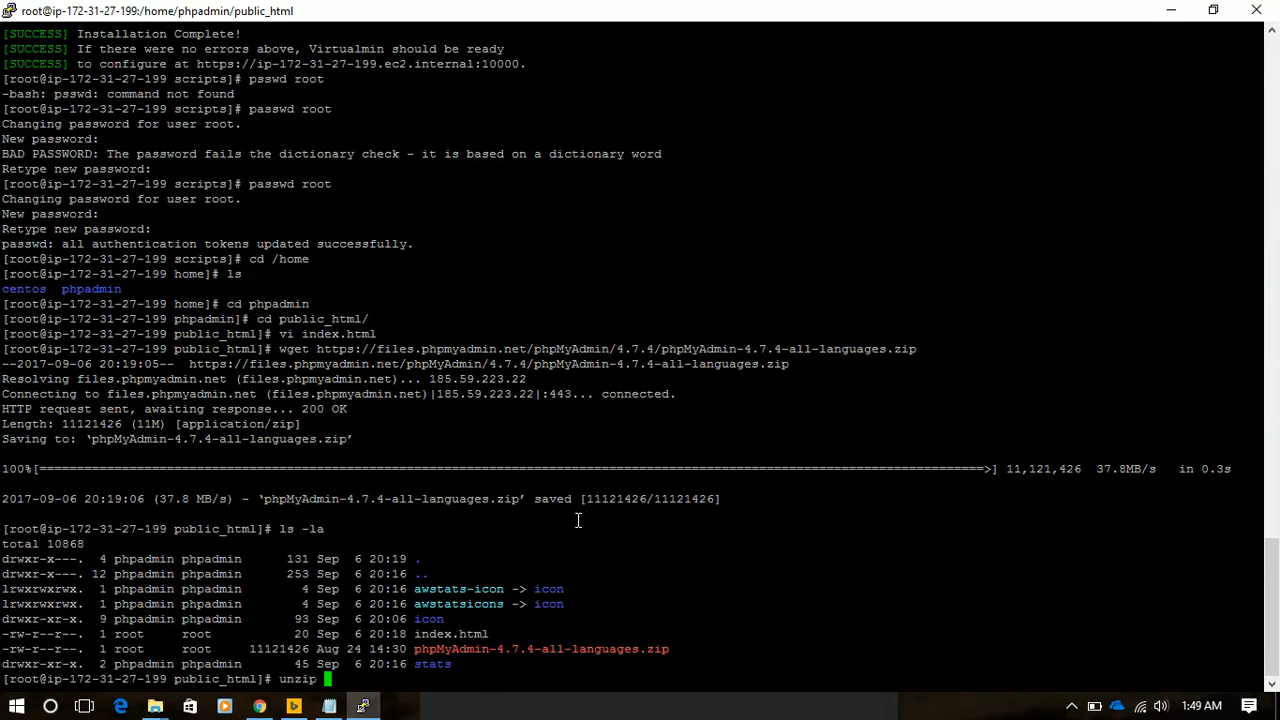 root@ip-172-31-27-199:/home/phpadmin/public_html
[SUCCESS] Installation Complete!
[SUCCESS] If there were no errors above, Virtualmin should be ready
[SUCCESS] to configure at https://ip-172-31-27-199.ec2.internal:10000.
[root@ip-172-31-27-199 scripts]# psswd root
-bash: psswd: command not found
[root@ip-172-31-27-199 scripts]# passwd root
Changing password for user root.
New password:
BAD PASSWORD: The password fails the dictionary check - it is based on a dictionary word
Retype new password:
[root@ip-172-31-27-199 scripts]# passwd root
Changing password for user root.
New password:
Retype new password:
passwd: all authentication tokens updated successfully.
[root@ip-172-31-27-199 scripts]# cd /home
[root@ip-172-31-27-199 home]# ls
centos  phpadmin
[root@ip-172-31-27-199 home]# cd phpadmin
[root@ip-172-31-27-199 phpadmin]# cd public_html/
[root@ip-172-31-27-199 public_html]# vi index.html
[root@ip-172-31-27-199 public_html]# wget https://files.phpmyadmin.net/phpMyAdmin/4.7.4/phpMyAdmin-4.7.4-all-languages.zip
--2017-09-06 20:19:05--  https://files.phpmyadmin.net/phpMyAdmin/4.7.4/phpMyAdmin-4.7.4-all-languages.zip
Resolving files.phpmyadmin.net (files.phpmyadmin.net)... 185.59.223.22
Connecting to files.phpmyadmin.net (files.phpmyadmin.net)|185.59.223.22|:443... connected.
HTTP request sent, awaiting response... 200 OK
Length: 11121426 (11M) [application/zip]
Saving to: ‘phpMyAdmin-4.7.4-all-languages.zip’
100%[==============================================================================================================================>] 11,121,426  37.8MB/s   in 0.3s
2017-09-06 20:19:06 (37.8 MB/s) - ‘phpMyAdmin-4.7.4-all-languages.zip’ saved [11121426/11121426]
[root@ip-172-31-27-199 public_html]# ls -la
total 10868
drwxr-x---.  4 phpadmin phpadmin      131 Sep  6 20:19 .
drwxr-x---. 12 phpadmin phpadmin      253 Sep  6 20:16 ..
lrwxrwxrwx.  1 phpadmin phpadmin        4 Sep  6 20:16 awstats-icon -> icon
lrwxrwxrwx.  1 phpadmin phpadmin        4 Sep  6 20:16 awstatsicons -> icon
drwxr-xr-x.  9 phpadmin phpadmin       93 Sep  6 20:06 icon
-rw-r--r--.  1 root     root           20 Sep  6 20:18 index.html
-rw-r--r--.  1 root     root     11121426 Aug 24 14:30 phpMyAdmin-4.7.4-all-languages.zip
drwxr-xr-x.  2 phpadmin phpadmin       45 Sep  6 20:16 stats
[root@ip-172-31-27-199 public_html]# unzip
1:49 AM